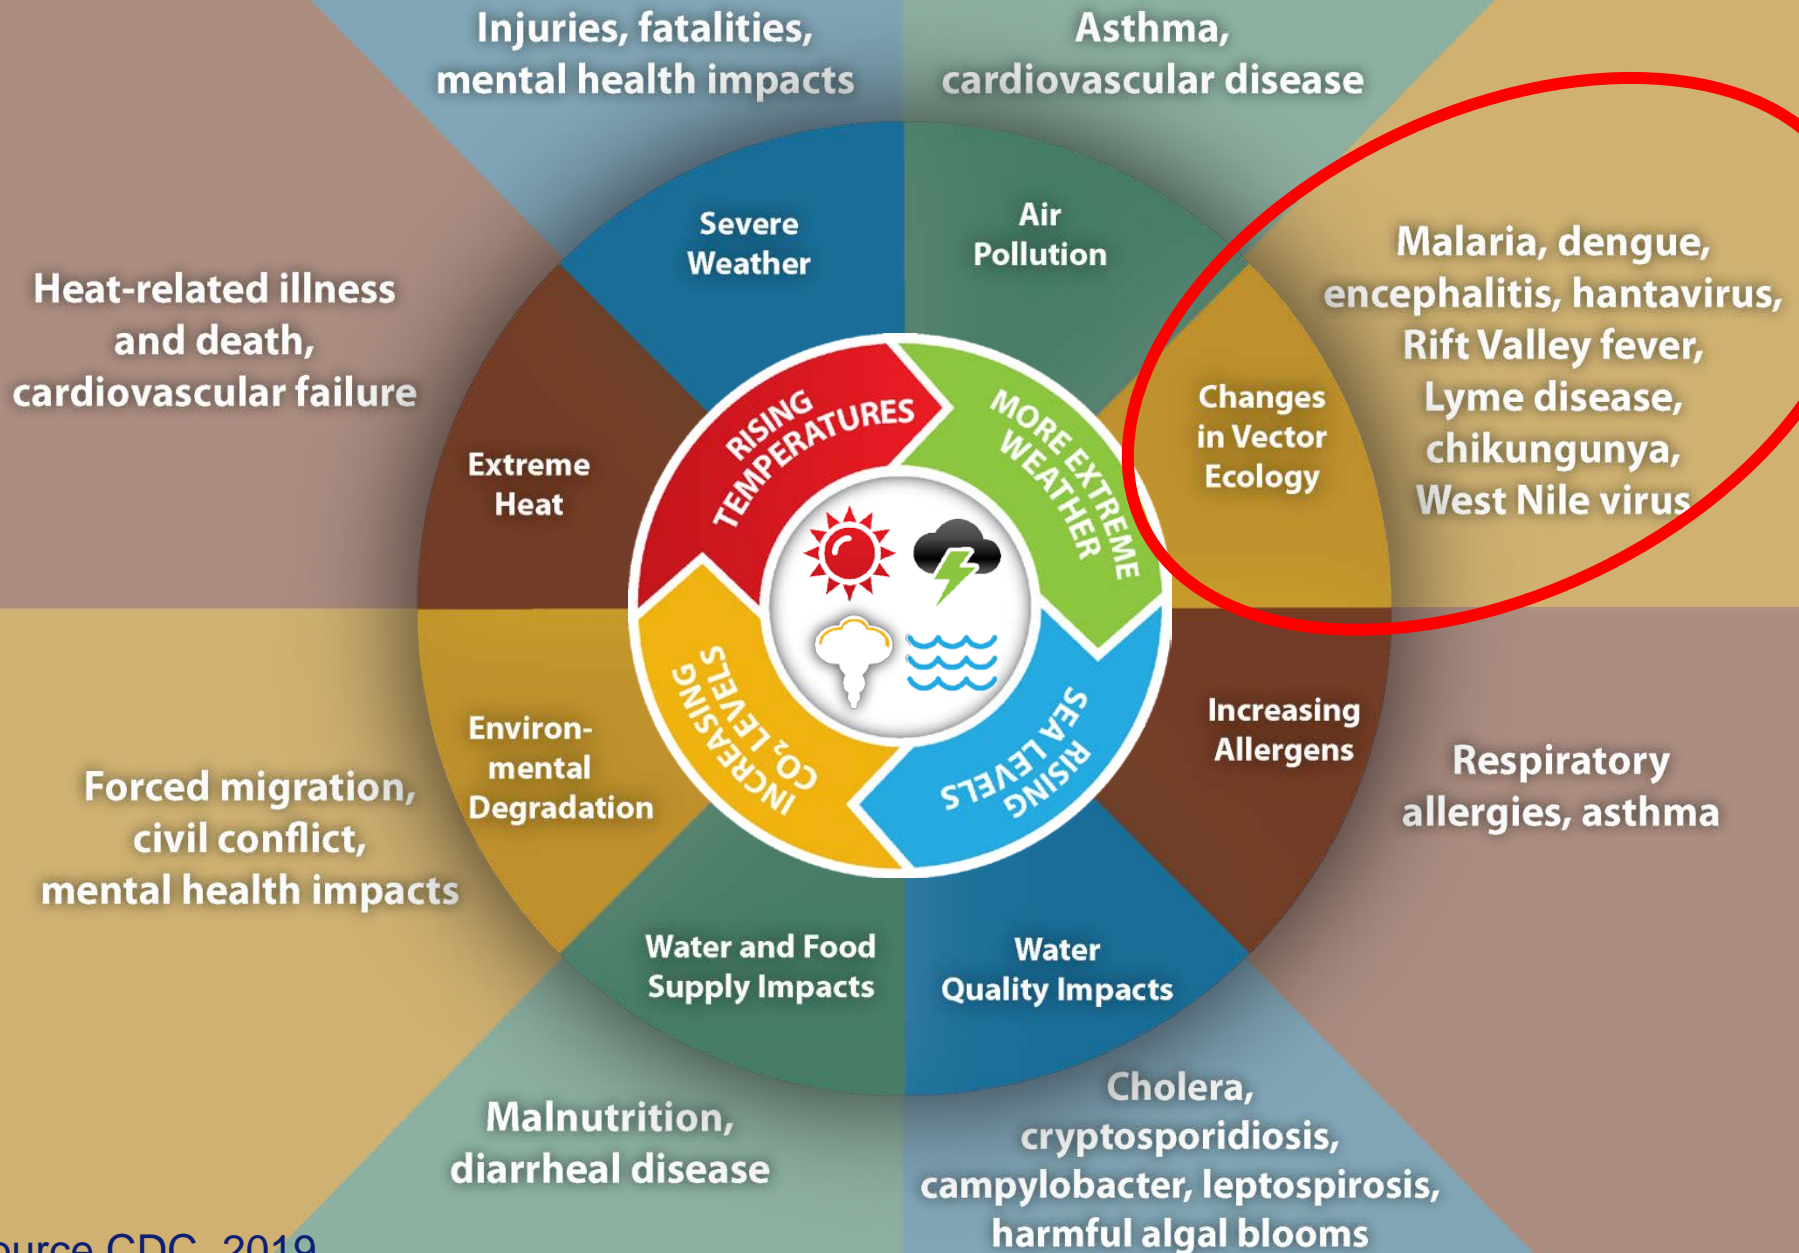 Injuries, fatalities,
mental health impacts
Asthma,
cardiovascular disease
Severe
Weather
Air
Pollution
Heat-related illness
and death,
cardiovascular failure
Malaria, dengue,
encephalitis, hantavirus,
Rift Valley fever,
Lyme disease,
chikungunya,
West Nile virus
Extreme
Heat
Changes
in Vector
Ecology
RISING
TEMPERATURES
MORE EXTREME
WEATHER
INCREASING
CO₂ LEVELS
RISING
SEA LEVELS
Environ-
mental
Degradation
Increasing
Allergens
Forced migration,
civil conflict,
mental health impacts
Respiratory
allergies, asthma
Water and Food
Supply Impacts
Water
Quality Impacts
Malnutrition,
diarrheal disease
Cholera,
cryptosporidiosis,
campylobacter, leptospirosis,
harmful algal blooms
ource CDC, 2019